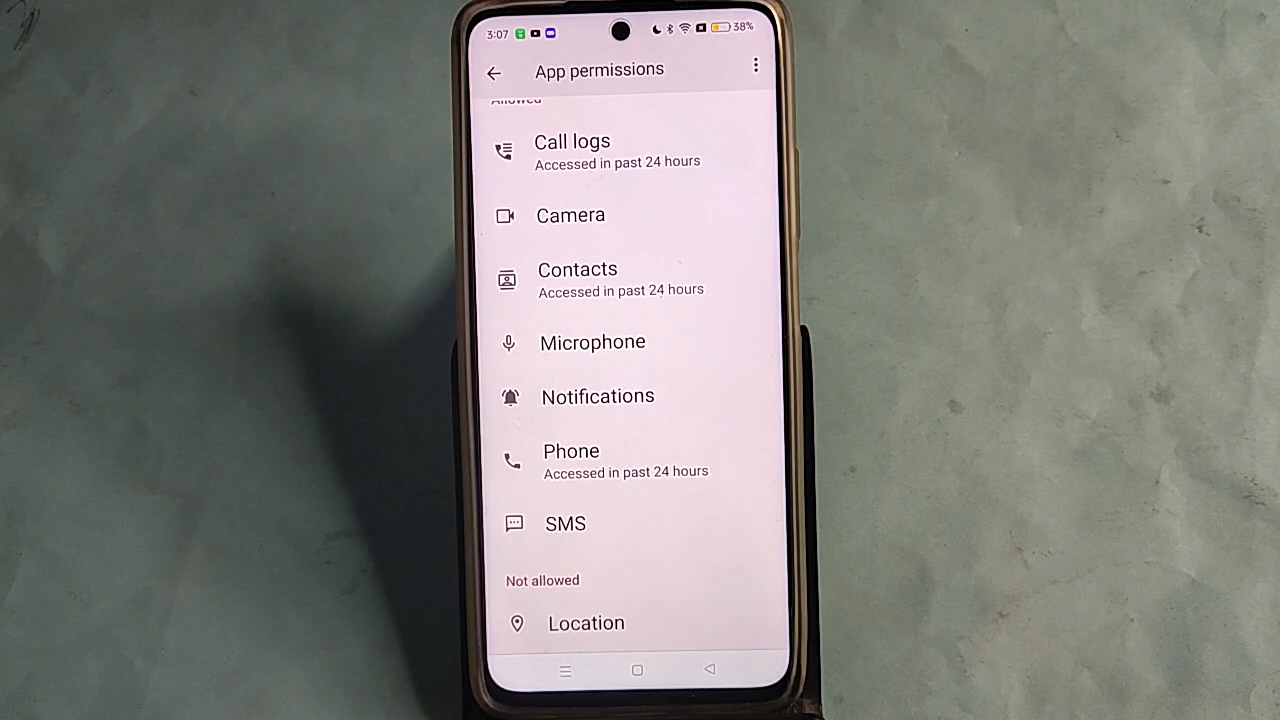 3:07 38%
App permissions
Allowed
Call logs
Accessed in past 24 hours
Camera
Contacts
Accessed in past 24 hours
Microphone
Notifications
Phone
Accessed in past 24 hours
SMS
Not allowed
Location